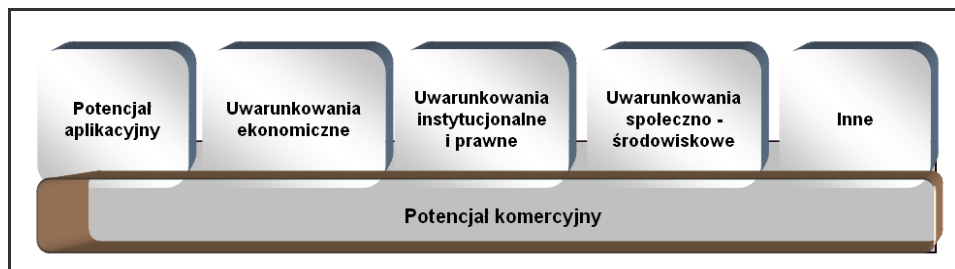 Potencjał
aplikacyjny
Uwarunkowania
ekonomiczne
Uwarunkowania
instytucjonalne
i prawne
Uwarunkowania
społeczno -
środowiskowe
Inne
Potencjał komercyjny